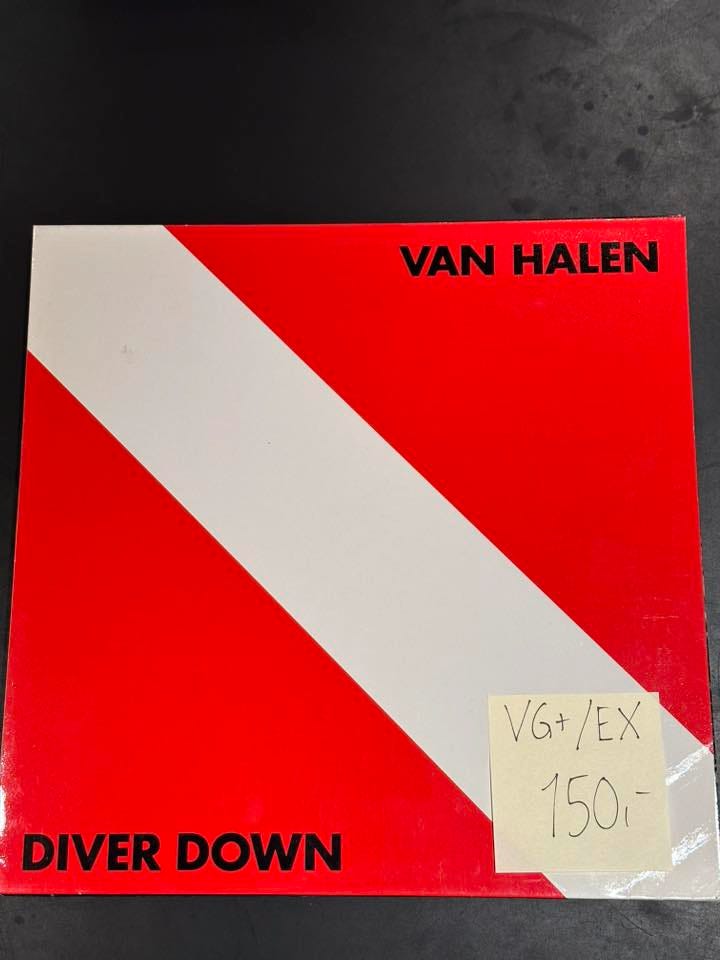 VAN HALEN
DIVER DOWN
VG+/EX
150,-